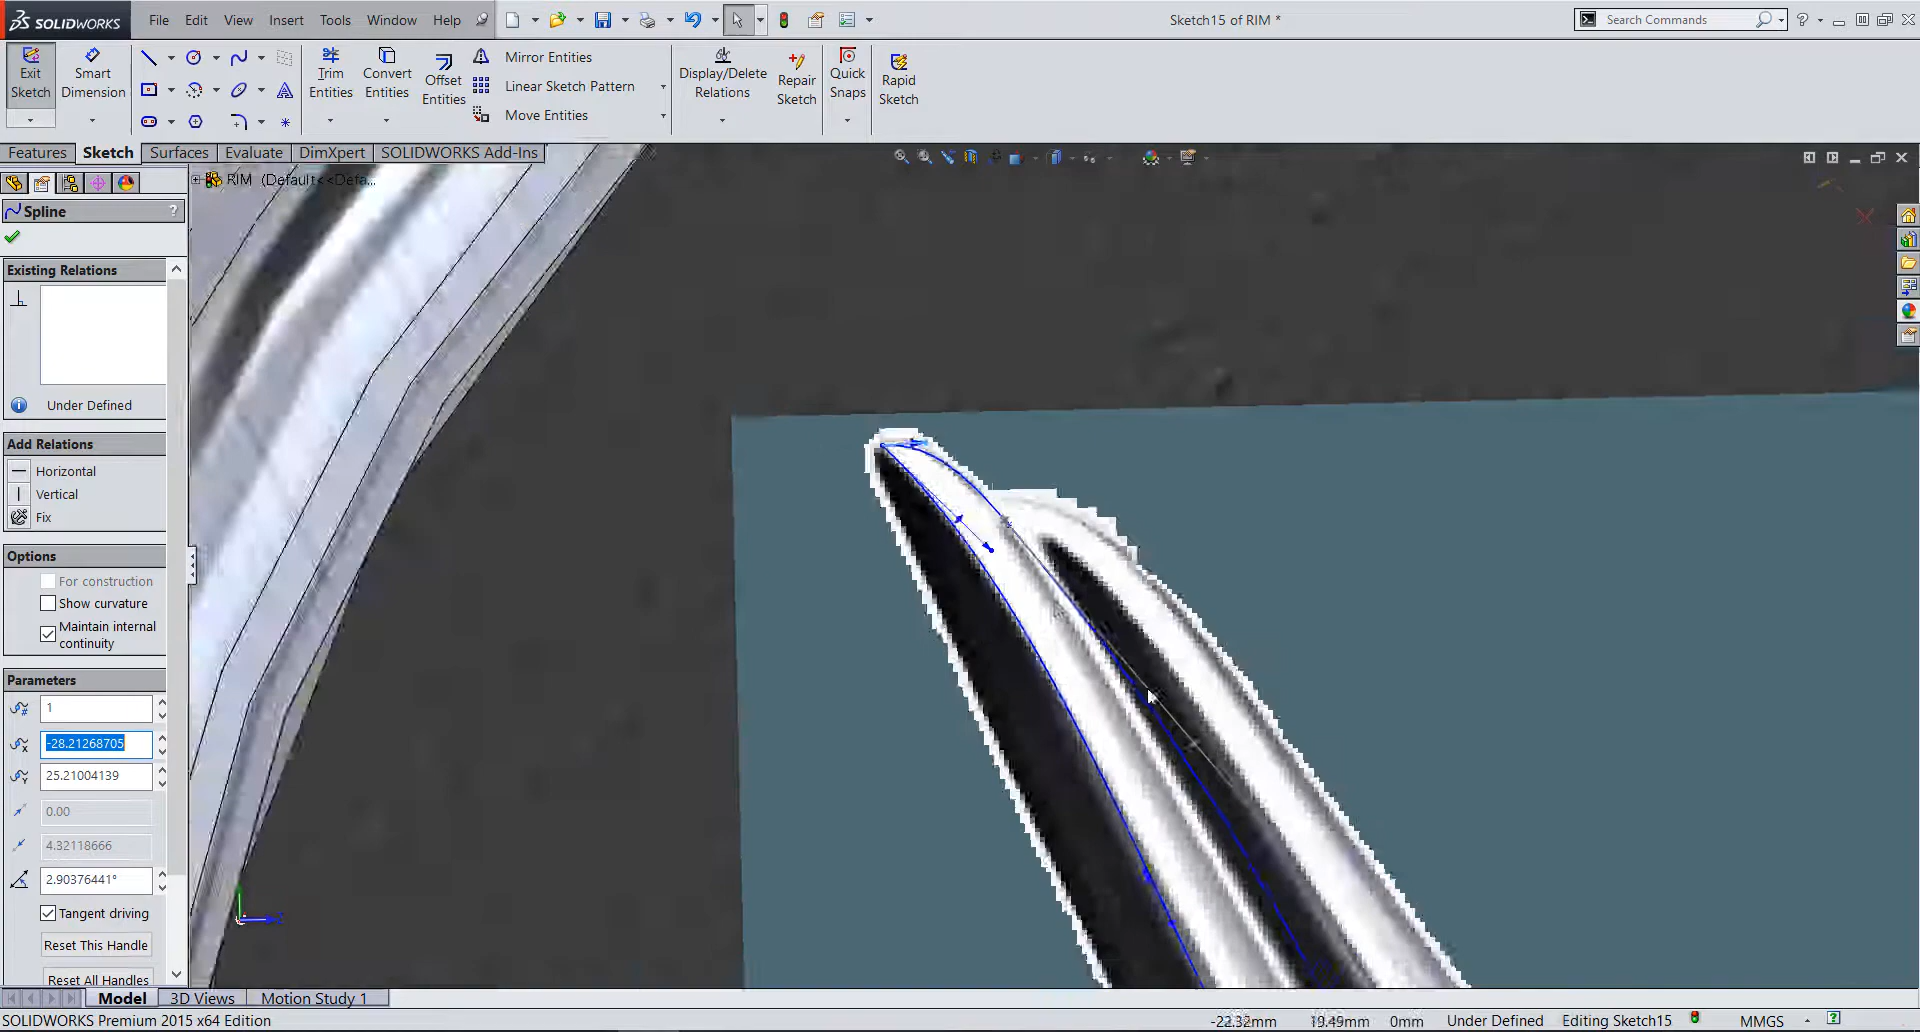 SOLIDWORKS
File Edit View Insert Tools Window Help
Sketch15 of RIM *
Search Commands
Exit Sketch
Smart Dimension
Trim Entities
Convert Entities
Offset Entities
Mirror Entities
Linear Sketch Pattern
Move Entities
Display/Delete Relations
Repair Sketch
Quick Snaps
Rapid Sketch
Features Sketch Surfaces Evaluate DimXpert SOLIDWORKS Add-Ins
RIM (Default<<Defa...
Spline ?
Existing Relations
Under Defined
Add Relations
Horizontal
Vertical
Fix
Options
For construction
Show curvature
Maintain internal
continuity
Parameters
1
-28.21268705
25.21004139
0.00
4.32118666
2.90376441°
Tangent driving
Reset This Handle
Reset All Handles
Model 3D Views Motion Study 1
SOLIDWORKS Premium 2015 x64 Edition
-22.32mm 19.49mm 0mm Under Defined Editing Sketch15 MMGS